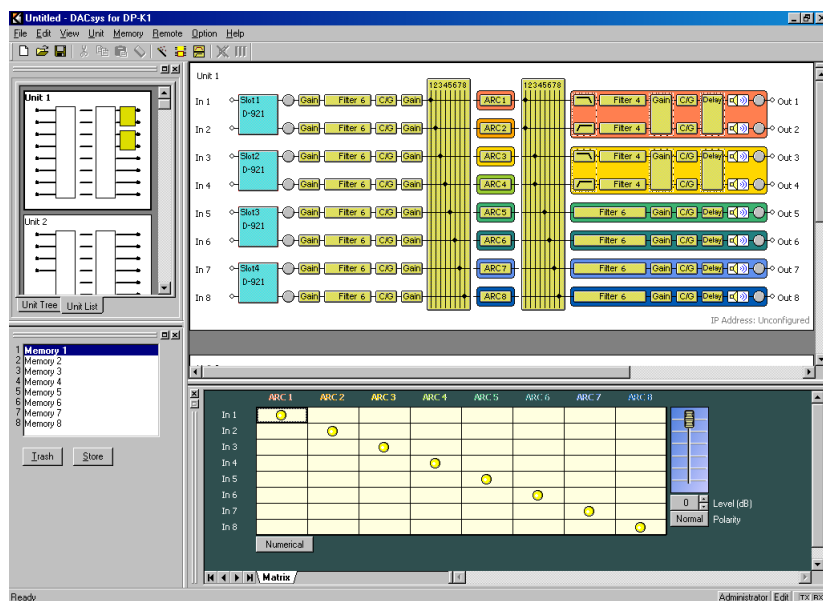 Untitled - DACsys for DP-K1
File Edit View Unit Memory Remote Options Window Help
Unit 1
Unit 2
Unit Tree Unit List
1 Memory 1
2 Memory 2
3 Memory 3
4 Memory 4
5 Memory 5
6 Memory 6
7 Memory 7
8 Memory 8
Trash Store
Unit 1
12345678 12345678
In 1 Slot1 D-921 Gain Filter 6 C/G Gain ARC1 Filter 4 Gain C/G Delay Out 1
In 2 Gain Filter 6 C/G Gain ARC2 Filter 4 Out 2
In 3 Slot2 D-921 Gain Filter 6 C/G Gain ARC3 Filter 4 Gain C/G Delay Out 3
In 4 Gain Filter 6 C/G Gain ARC4 Filter 4 Out 4
In 5 Slot3 D-921 Gain Filter 6 C/G Gain ARC5 Filter 6 Gain C/G Delay Out 5
In 6 Gain Filter 6 C/G Gain ARC6 Filter 6 Gain C/G Delay Out 6
In 7 Slot4 D-921 Gain Filter 6 C/G Gain ARC7 Filter 6 Gain C/G Delay Out 7
In 8 Gain Filter 6 C/G Gain ARC8 Filter 6 Gain C/G Delay Out 8
IP Address: Unconfigured
ARC 1 ARC 2 ARC 3 ARC 4 ARC 5 ARC 6 ARC 7 ARC 8
In 1
In 2
In 3
In 4
In 5
In 6
In 7
In 8
0 Level (dB)
Normal Polarity
Numerical
Matrix
Ready Administrator Edit TX RX